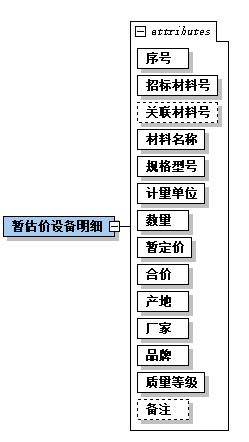 attributes
序号
招标材料号
关联材料号
材料名称
规格型号
计量单位
数量
暂估价设备明细
暂定价
合价
产地
厂家
品牌
质量等级
备注